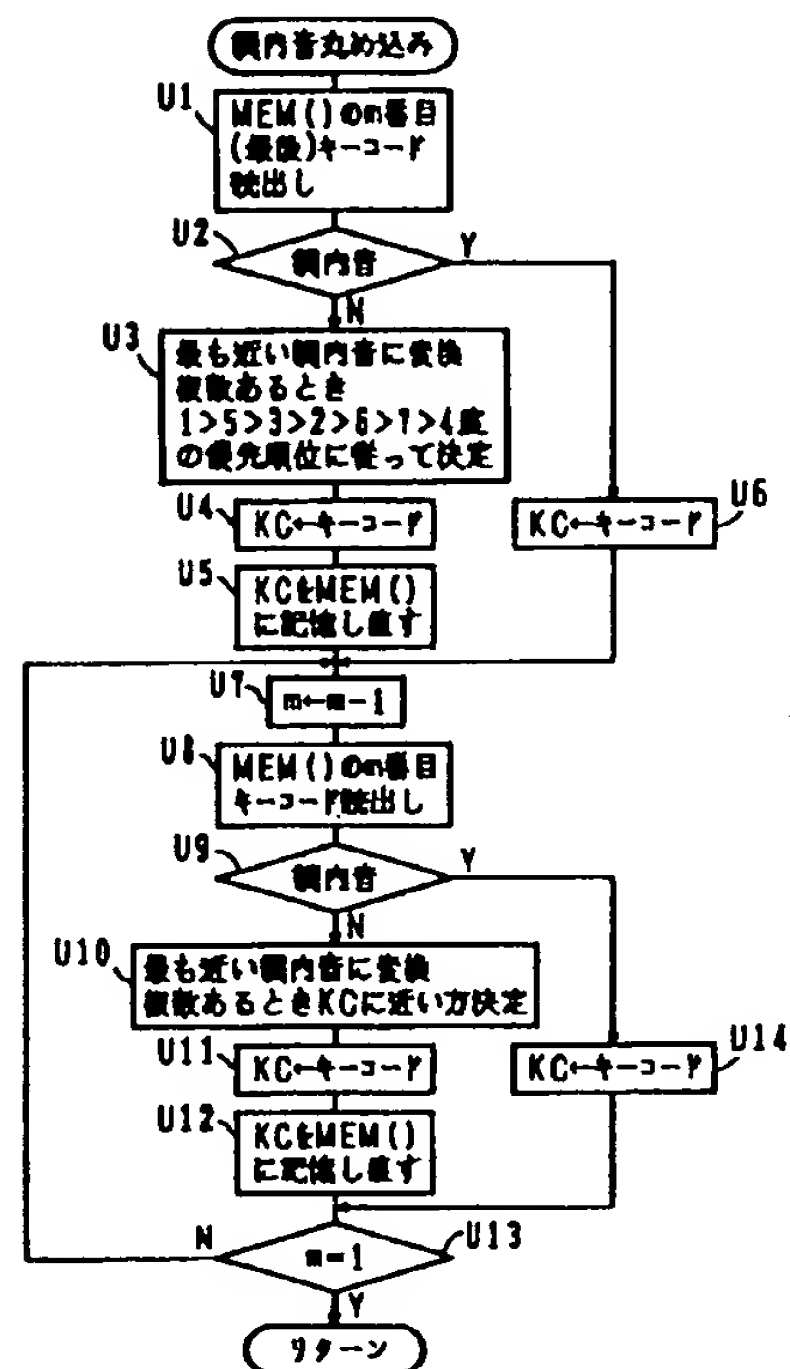 調内音丸め込み
U1
MEM()のm番目
(最後)キーコード
読出し
U2
調内音
Y
N
U3
最も近い調内音に変換
複数あるとき
1>5>3>2>6>7>4度
の優先順位に従って決定
U4
KC←キーコード
U6
KC←キーコード
U5
KCをMEM()
に記憶し直す
U7
m←m-1
U8
MEM()のm番目
キーコード読出し
U9
調内音
Y
N
U10
最も近い調内音に変換
複数あるときKCに近い方決定
U11
KC←キーコード
U14
KC←キーコード
U12
KCをMEM()
に記憶し直す
N
m=1
U13
Y
リターン